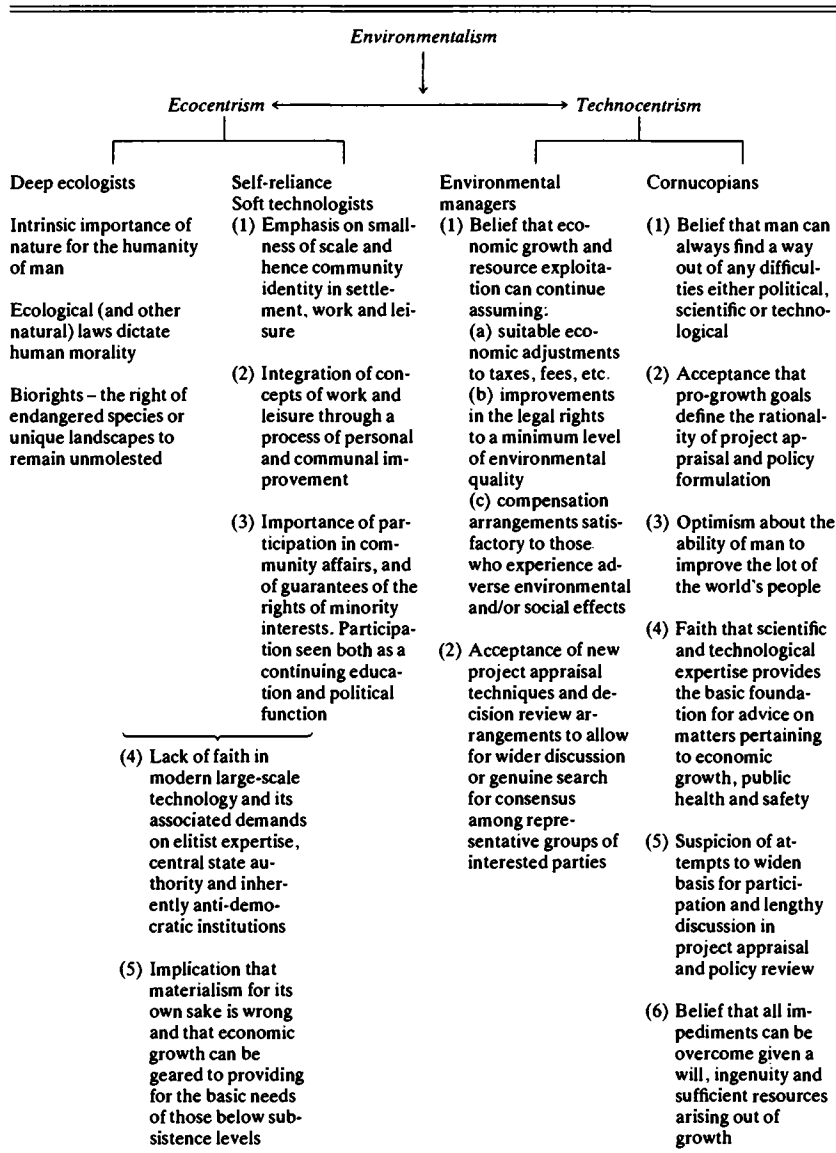 Environmentalism
Ecocentrism
Technocentrism
Deep ecologists
Intrinsic importance of
nature for the humanity
of man
Ecological (and other
natural) laws dictate
human morality
Biorights – the right of
endangered species or
unique landscapes to
remain unmolested
Self-reliance
Soft technologists
(1) Emphasis on small-
ness of scale and
hence community
identity in settle-
ment, work and lei-
sure
(2) Integration of con-
cepts of work and
leisure through a
process of personal
and communal im-
provement
(3) Importance of par-
ticipation in com-
munity affairs, and
of guarantees of the
rights of minority
interests. Participa-
tion seen both as a
continuing educa-
tion and political
function
(4) Lack of faith in
modern large-scale
technology and its
associated demands
on elitist expertise,
central state au-
thority and inher-
ently anti-demo-
cratic institutions
(5) Implication that
materialism for its
own sake is wrong
and that economic
growth can be
geared to providing
for the basic needs
of those below sub-
sistence levels
Environmental
managers
(1) Belief that eco-
nomic growth and
resource exploita-
tion can continue
assuming:
(a) suitable eco-
nomic adjustments
to taxes, fees, etc.
(b) improvements
in the legal rights
to a minimum level
of environmental
quality
(c) compensation
arrangements satis-
factory to those
who experience ad-
verse environmental
and/or social effects
(2) Acceptance of new
project appraisal
techniques and de-
cision review ar-
rangements to allow
for wider discussion
or genuine search
for consensus
among repre-
sentative groups of
interested parties
Cornucopians
(1) Belief that man can
always find a way
out of any difficul-
ties either political,
scientific or techno-
logical
(2) Acceptance that
pro-growth goals
define the rational-
ity of project ap-
praisal and policy
formulation
(3) Optimism about the
ability of man to
improve the lot of
the world's people
(4) Faith that scientific
and technological
expertise provides
the basic founda-
tion for advice on
matters pertaining
to economic
growth, public
health and safety
(5) Suspicion of at-
tempts to widen
basis for partici-
pation and lengthy
discussion in
project appraisal
and policy review
(6) Belief that all im-
pediments can be
overcome given a
will, ingenuity and
sufficient resources
arising out of
growth